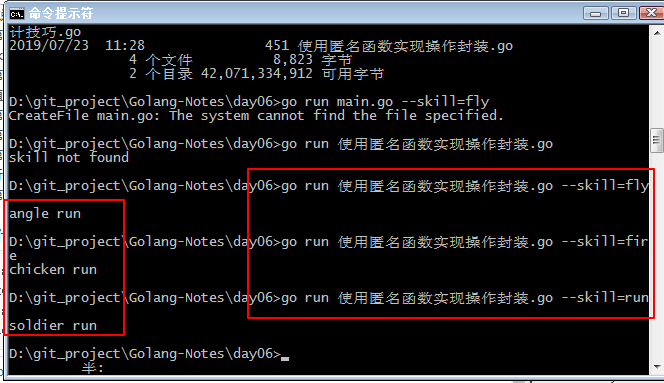 命令提示符
计技巧.go
2019/07/23  11:28               451 使用匿名函数实现操作封装.go
               4 个文件          8,823 字节
               2 个目录 42,071,334,912 可用字节
D:\git_project\Golang-Notes\day06>go run main.go --skill=fly
CreateFile main.go: The system cannot find the file specified.
D:\git_project\Golang-Notes\day06>go run 使用匿名函数实现操作封装.go
skill not found
D:\git_project\Golang-Notes\day06>go run 使用匿名函数实现操作封装.go --skill=fly
angle run
D:\git_project\Golang-Notes\day06>go run 使用匿名函数实现操作封装.go --skill=fir
e
chicken run
D:\git_project\Golang-Notes\day06>go run 使用匿名函数实现操作封装.go --skill=run
soldier run
D:\git_project\Golang-Notes\day06>
半: